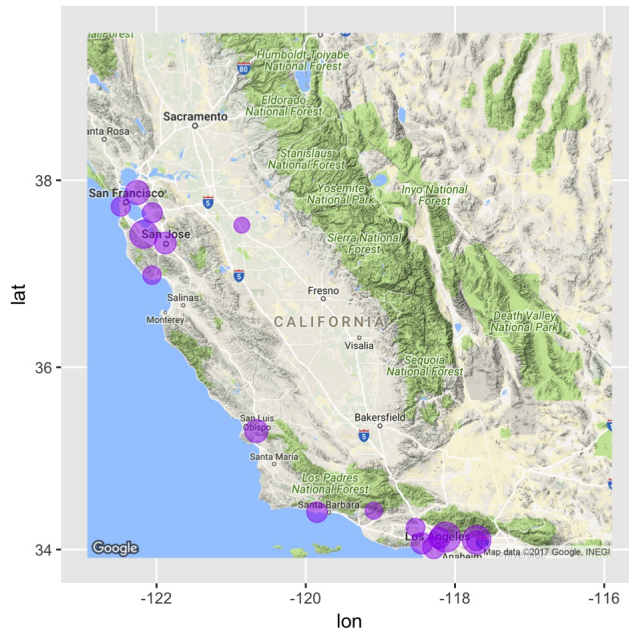 Tahoe
Humboldt-Toiyabe
National Forest
80
Eldorado
National Forest
Sacramento
Santa Rosa
Stanislaus
National Forest
38
San Francisco
5
Yosemite
National Park
Inyo National
Forest
San Jose
Sierra National
Forest
5
Fresno
Salinas
Monterey
CALIFORNIA
Death Valley
National Park
Visalia
lat
36
Sequoia
National Forest
San Luis
Obispo
Bakersfield
5
Santa Maria
Los Padres
National Forest
Santa Barbara
Los Angeles
34
Google
Anaheim
Map data ©2017 Google, INEGI
-122
-120
-118
-116
lon